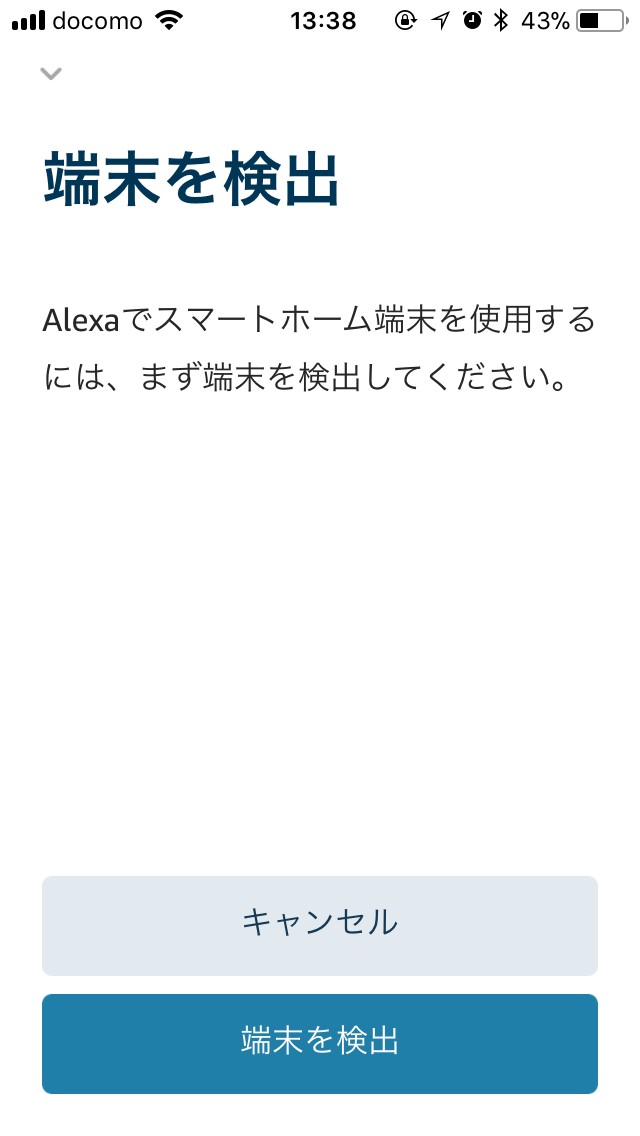 docomo 13:38 43%
端末を検出
Alexaでスマートホーム端末を使用する
には、まず端末を検出してください。
キャンセル
端末を検出